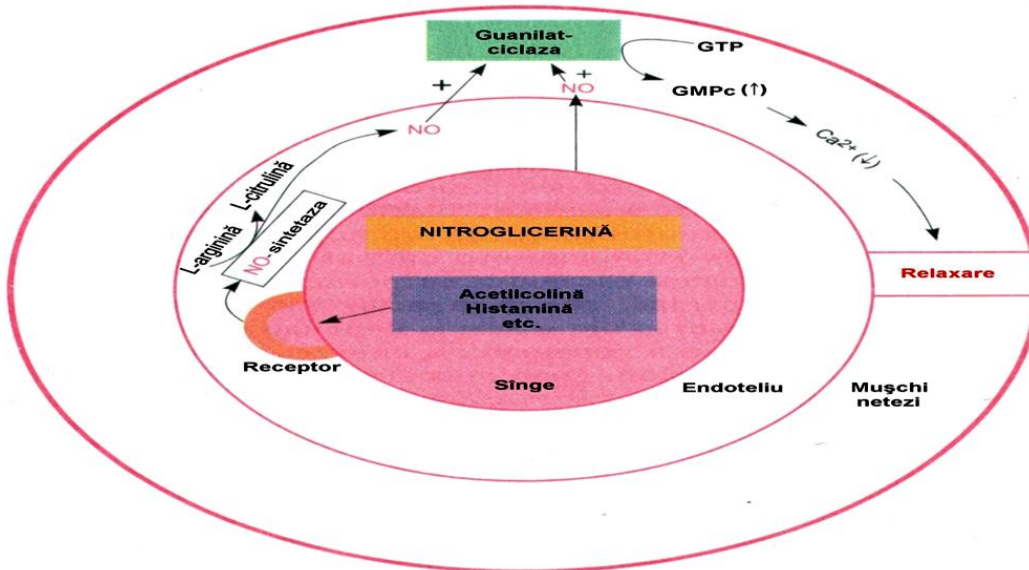 Guanilat-
ciclaza
GTP
+
+
NO
GMPc (↑)
NO
Ca²⁺ (↓)
L-citrulină
L-arginină
NO-sintetaza
NITROGLICERINĂ
Relaxare
Acetilcolină
Histamină
etc.
Receptor
Sînge
Endoteliu
Muşchi
netezi